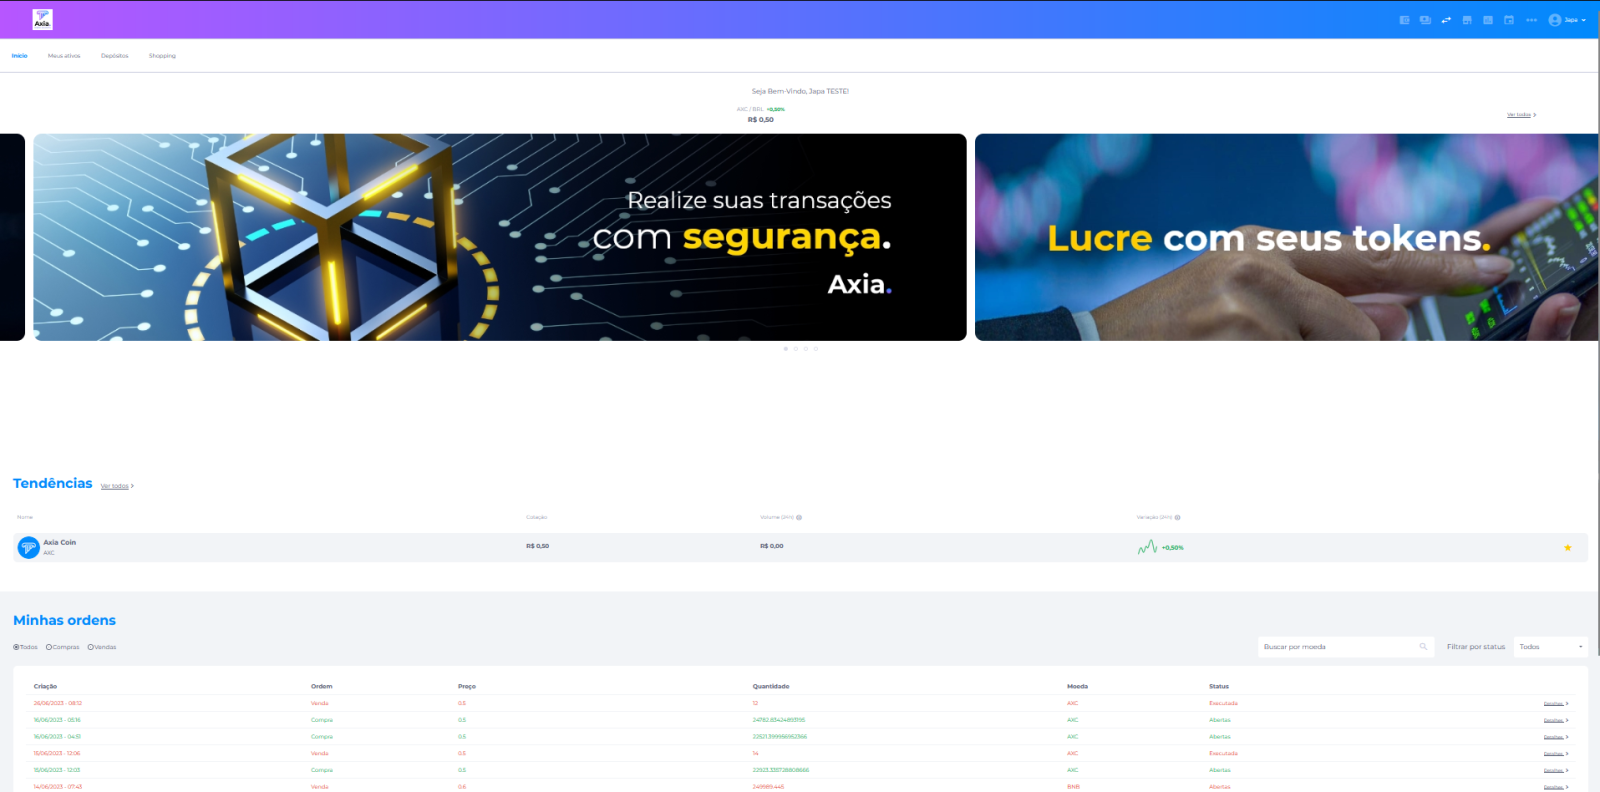 Axia.
Japa
Início
Meus ativos
Depósitos
Shopping
Seja Bem-Vindo, Japa TESTE!
AXC / BRL +0,50%
R$ 0,50
Ver todos
Realize suas transações
com segurança.
Axia.
Lucre com seus tokens.
Tendências
Ver todos
Nome
Cotação
Volume (24h)
Variação (24h)
Axia Coin
AXC
R$ 0,50
R$ 0,00
+0,50%
Minhas ordens
Todos
Compras
Vendas
Buscar por moeda
Filtrar por status
Todos
Criação Ordem Preço Quantidade Moeda Status
26/06/2023 - 08:12 Venda 0.5 12 AXC Executada Detalhes
16/06/2023 - 05:16 Compra 0.5 AXC Abertas Detalhes
16/06/2023 - 04:51 Compra 0.5 AXC Abertas Detalhes
15/06/2023 - 12:06 Venda 0.5 14 AXC Executada Detalhes
15/06/2023 - 12:03 Compra 0.5 AXC Abertas Detalhes
14/06/2023 - 07:43 Venda 0.6 249989.445 BNB Abertas Detalhes